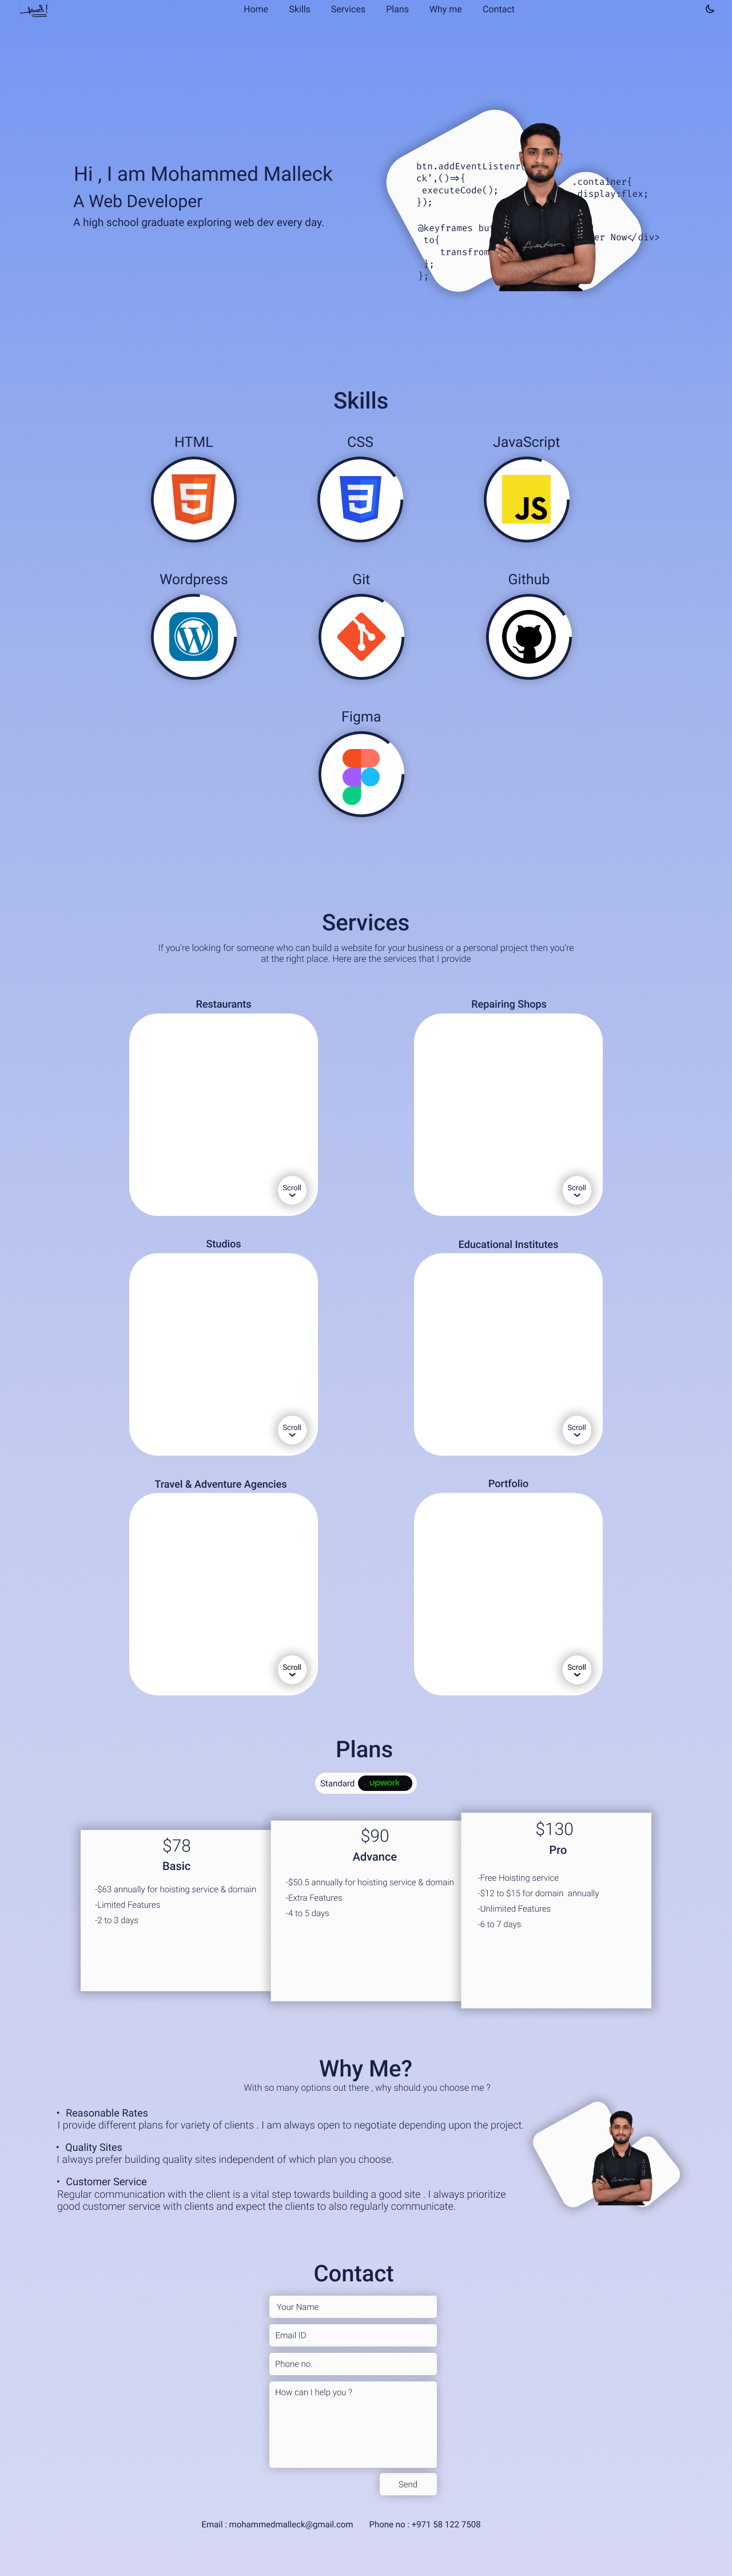 Home Skills Services Plans Why me Contact
Hi , I am Mohammed Malleck
A Web Developer
A high school graduate exploring web dev every day.
btn.addEventListenr(
ck',()=>{
executeCode();
});
@keyframes bu
to{
transfrom
};
};
.container{
display:flex;
er Now</div>
freedom
Skills
HTML CSS JavaScript
JS
Wordpress Git Github
Figma
Services
If you're looking for someone who can build a website for your business or a personal project then you're
at the right place. Here are the services that I provide
Restaurants Repairing Shops
Scroll Scroll
Studios Educational Institutes
Scroll Scroll
Travel & Adventure Agencies Portfolio
Scroll Scroll
Plans
Standard upwork
$78
Basic
-$63 annually for hoisting service & domain
-Limited Features
-2 to 3 days
$90
Advance
-$50.5 annually for hoisting service & domain
-Extra Features
-4 to 5 days
$130
Pro
-Free Hoisting service
-$12 to $15 for domain annually
-Unlimited Features
-6 to 7 days
Why Me?
With so many options out there , why should you choose me ?
• Reasonable Rates
I provide different plans for variety of clients . I am always open to negotiate depending upon the project.
• Quality Sites
I always prefer building quality sites independent of which plan you choose.
• Customer Service
Regular communication with the client is a vital step towards building a good site . I always prioritize
good customer service with clients and expect the clients to also regularly communicate.
Contact
Your Name
Email ID
Phone no.
How can I help you ?
Send
Email : mohammedmalleck@gmail.com Phone no : +971 58 122 7508